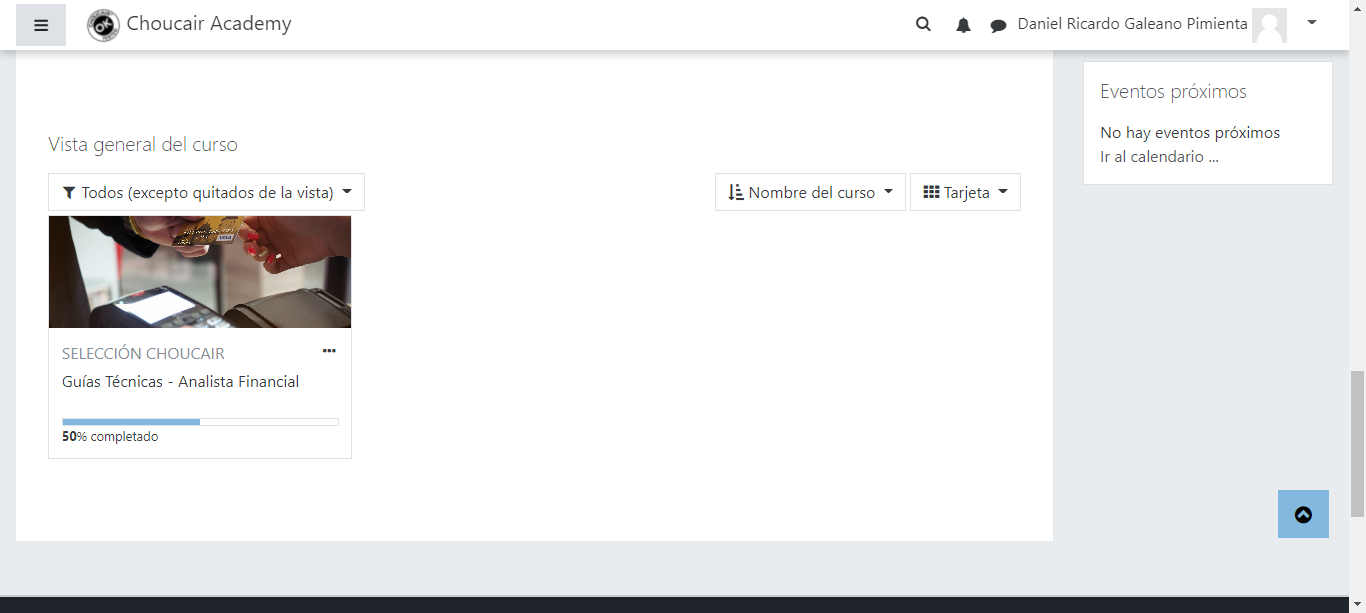 Choucair Academy
Daniel Ricardo Galeano Pimienta
Eventos próximos
No hay eventos próximos
Ir al calendario ...
Vista general del curso
Todos (excepto quitados de la vista)
Nombre del curso
Tarjeta
SELECCIÓN CHOUCAIR
Guías Técnicas - Analista Financial
50% completado